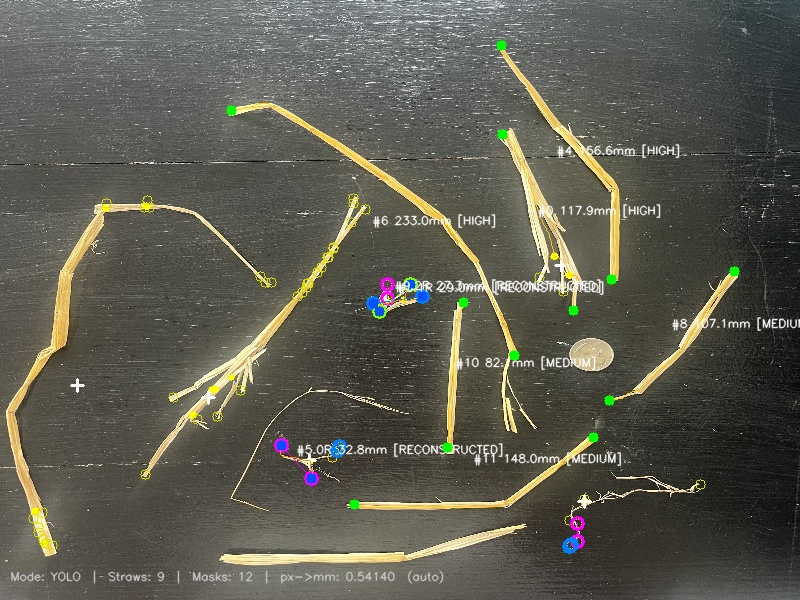 #4 156.6mm [HIGH]
117.9mm [HIGH]
#6 233.0mm [HIGH]
[RECONSTRUCTED]
#8 107.1mm [MEDIUM
#10 82. mm [MEDIUM]
#5.0R 32.8mm [RECONSTRUCTED]
#11 148.0mm [MEDIUM]
Mode: YOLO | Straws: 9 | Masks: 12 | px->mm: 0.54140 (auto)